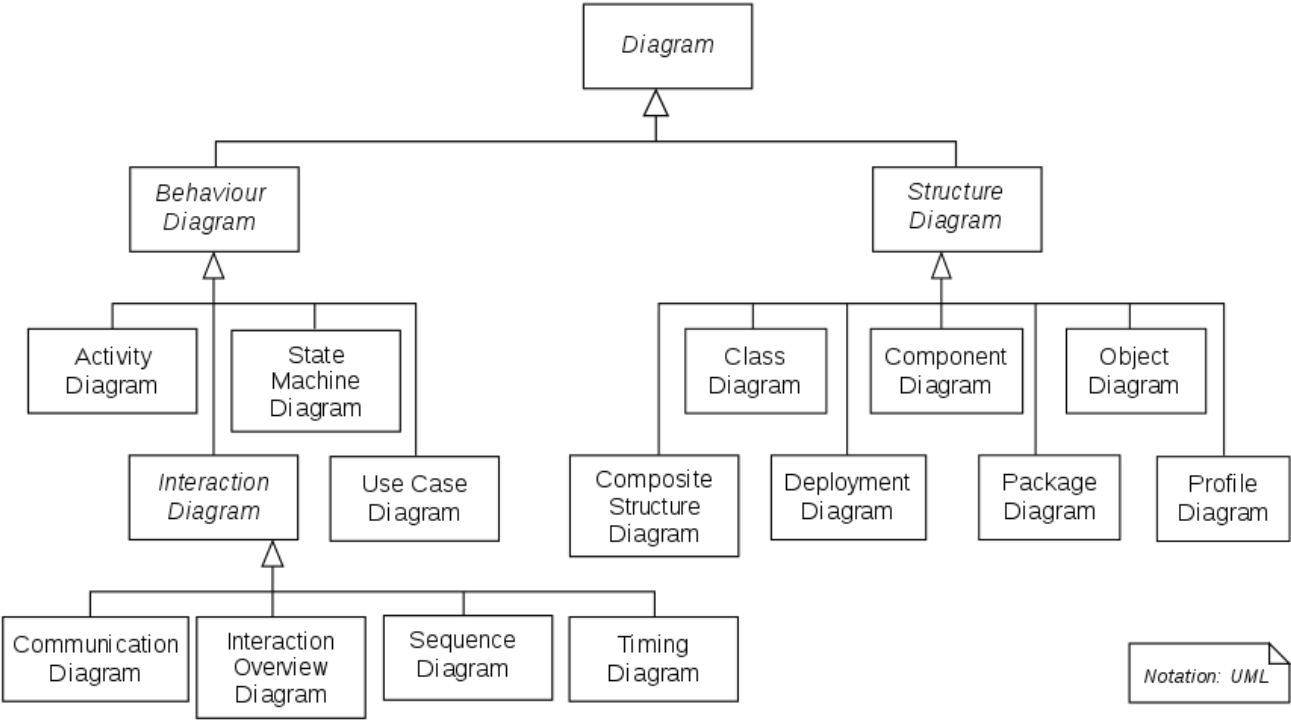 Diagram
Behaviour
Diagram
Structure
Diagram
Activity
Diagram
State
Machine
Diagram
Class
Diagram
Component
Diagram
Object
Diagram
Interaction
Diagram
Use Case
Diagram
Composite
Structure
Diagram
Deployment
Diagram
Package
Diagram
Profile
Diagram
Communication
Diagram
Interaction
Overview
Diagram
Sequence
Diagram
Timing
Diagram
Notation: UML